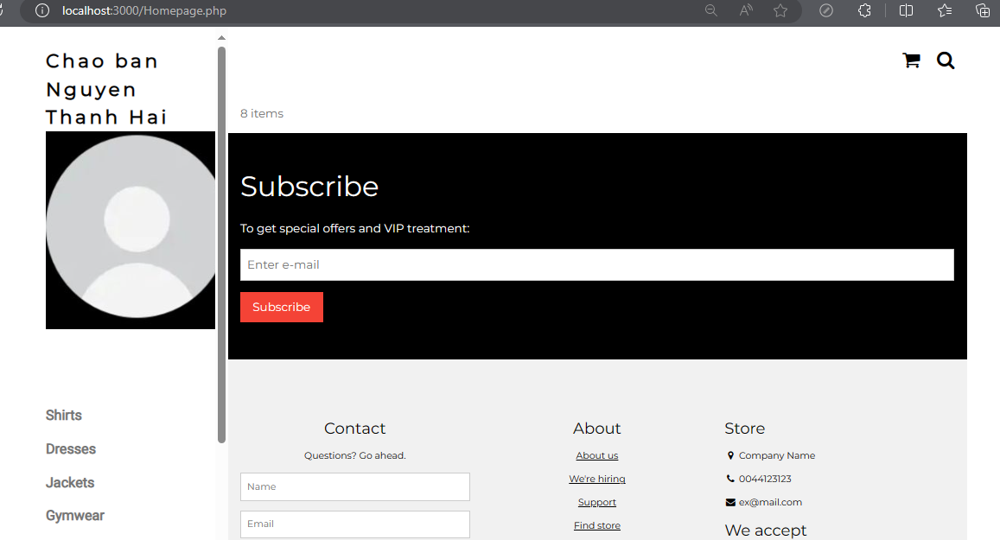 localhost:3000/Homepage.php
Chao ban
Nguyen
Thanh Hai
8 items
Subscribe
To get special offers and VIP treatment:
Enter e-mail
Subscribe
Shirts
Dresses
Jackets
Gymwear
Contact
Questions? Go ahead.
Name
Email
About
About us
We're hiring
Support
Find store
Store
Company Name
0044123123
ex@mail.com
We accept